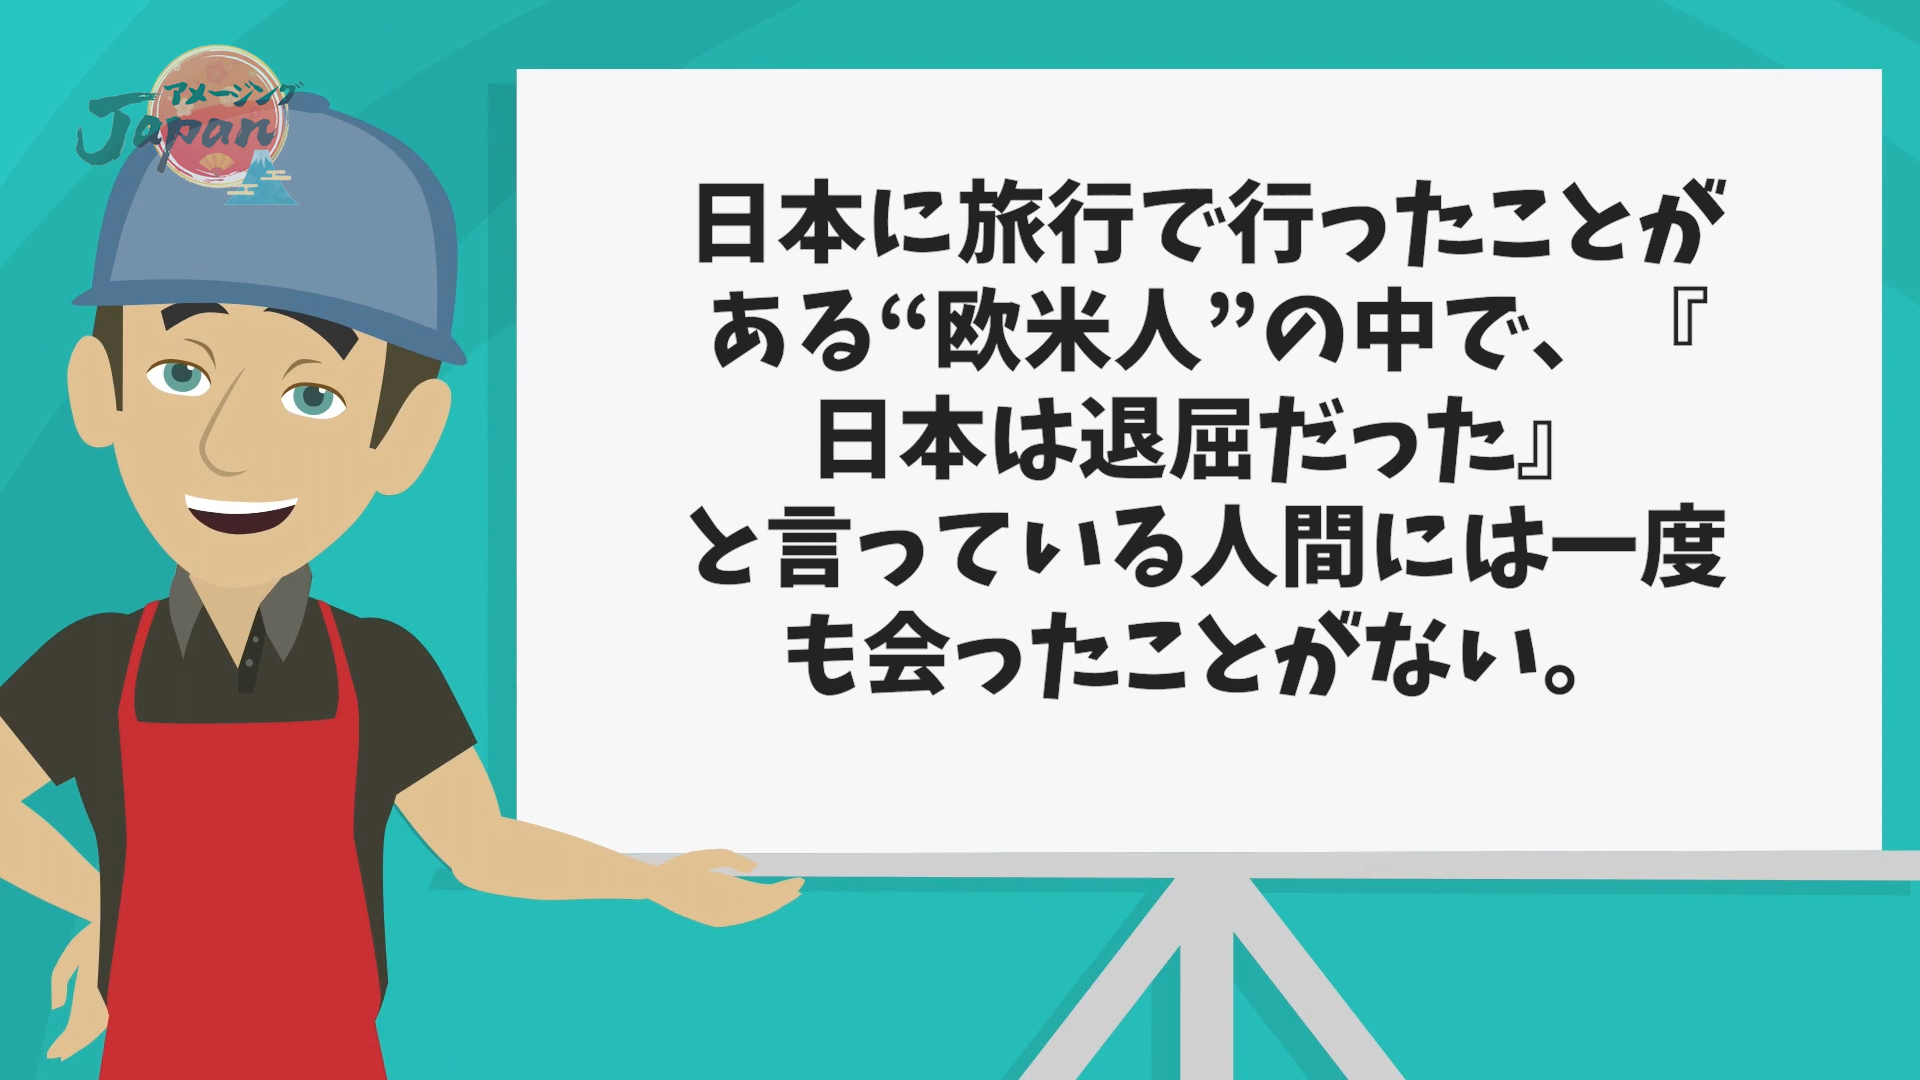 アメージング
Japan
日本に旅行で行ったことが
ある“欧米人”の中で、『
日本は退屈だった』
と言っている人間には一度
も会ったことがない。